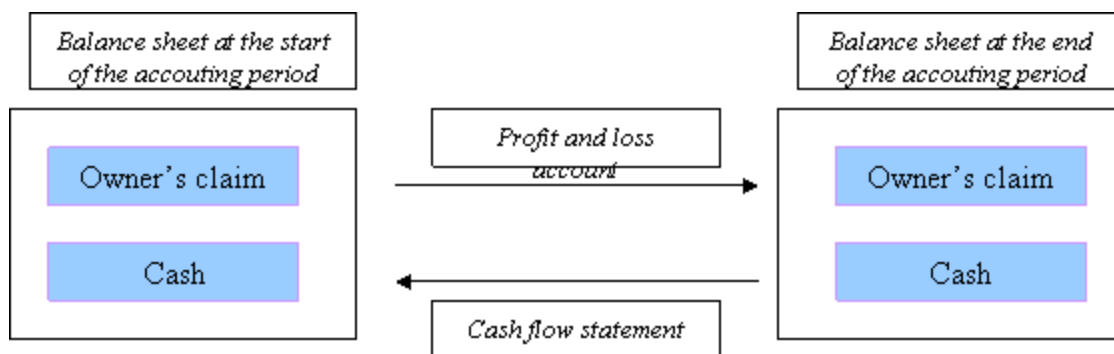 Balance sheet at the start
of the accouting period
Balance sheet at the end
of the accouting period
Profit and loss
account
Owner's claim
Owner's claim
Cash
Cash
Cash flow statement